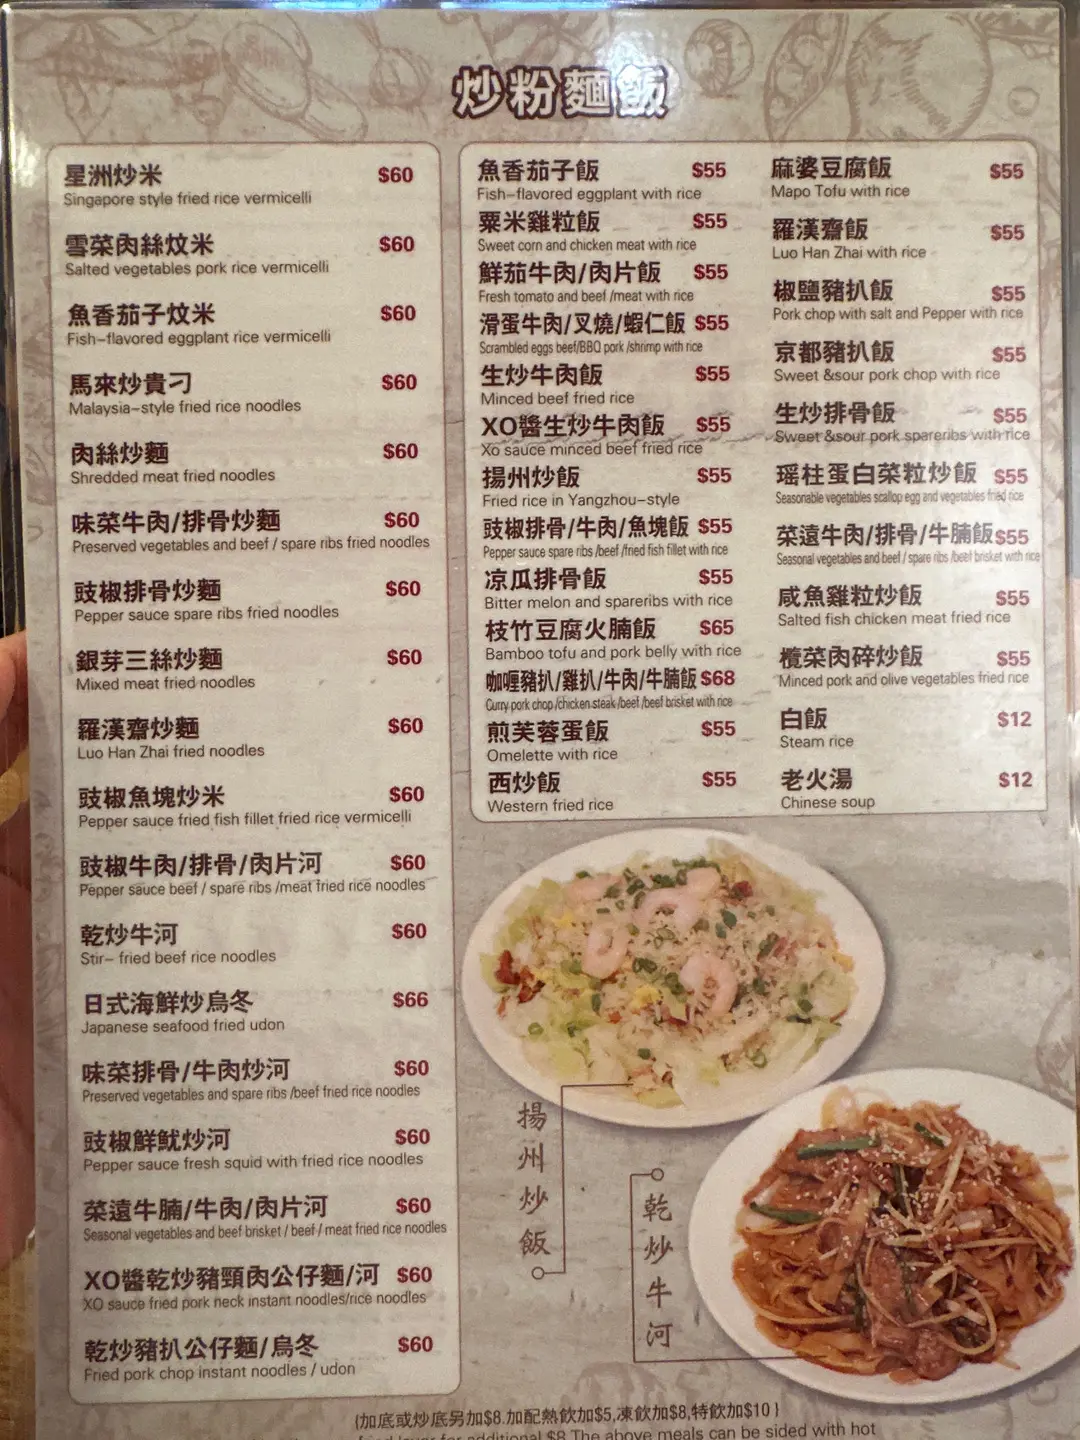 炒粉麵飯
星洲炒米 $60
Singapore style fried rice vermicelli
雪菜肉絲炆米 $60
Salted vegetables pork rice vermicelli
魚香茄子炆米 $60
Fish-flavored eggplant rice vermicelli
馬來炒貴刁 $60
Malaysia-style fried rice noodles
肉絲炒麵 $60
Shredded meat fried noodles
味菜牛肉/排骨炒麵 $60
Preserved vegetables and beef / spare ribs fried noodles
豉椒排骨炒麵 $60
Pepper sauce spare ribs fried noodles
銀芽三絲炒麵 $60
Mixed meat fried noodles
羅漢齋炒麵 $60
Luo Han Zhai fried noodles
豉椒魚塊炒米 $60
Pepper sauce fried fish fillet fried rice vermicelli
豉椒牛肉/排骨/肉片河 $60
Pepper sauce beef / spare ribs /meat fried rice noodles
乾炒牛河 $60
Stir- fried beef rice noodles
日式海鮮炒烏冬 $66
Japanese seafood fried udon
味菜排骨/牛肉炒河 $60
Preserved vegetables and spare ribs /beef fried rice noodles
豉椒鮮魷炒河 $60
Pepper sauce fresh squid with fried rice noodles
菜遠牛腩/牛肉/肉片河 $60
Seasonal vegetables and beef brisket / beef / meat fried rice noodles
XO醬乾炒豬頸肉公仔麵/河 $60
XO sauce fried pork neck instant noodles/rice noodles
乾炒豬扒公仔麵/烏冬 $60
Fried pork chop instant noodles / udon
魚香茄子飯 $55
Fish-flavored eggplant with rice
粟米雞粒飯 $55
Sweet corn and chicken meat with rice
鮮茄牛肉/肉片飯 $55
Fresh tomato and beef /meat with rice
滑蛋牛肉/叉燒/蝦仁飯 $55
Scrambled eggs beef/BBQ pork /shrimp with rice
生炒牛肉飯 $55
Minced beef fried rice
XO醬生炒牛肉飯 $55
Xo sauce minced beef fried rice
揚州炒飯 $55
Fried rice in Yangzhou-style
豉椒排骨/牛肉/魚塊飯 $55
Pepper sauce spare ribs /beef /fried fish fillet with rice
凉瓜排骨飯 $55
Bitter melon and spareribs with rice
枝竹豆腐火腩飯 $65
Bamboo tofu and pork belly with rice
咖喱豬扒/雞扒/牛肉/牛腩飯 $68
Curry pork chop /chicken steak /beef /beef brisket with rice
煎芙蓉蛋飯 $55
Omelette with rice
西炒飯 $55
Western fried rice
麻婆豆腐飯 $55
Mapo Tofu with rice
羅漢齋飯 $55
Luo Han Zhai with rice
椒鹽豬扒飯 $55
Pork chop with salt and Pepper with rice
京都豬扒飯 $55
Sweet &sour pork chop with rice
生炒排骨飯 $55
Sweet &sour pork spareribs with rice
瑶柱蛋白菜粒炒飯 $55
Seasonable vegetables scallop egg and vegetables fried rice
菜遠牛肉/排骨/牛腩飯 $55
Seasonal vegetables and beef / spare ribs /beef brisket with rice
咸魚雞粒炒飯 $55
Salted fish chicken meat fried rice
欖菜肉碎炒飯 $55
Minced pork and olive vegetables fried rice
白飯 $12
Steam rice
老火湯 $12
Chinese soup
揚州炒飯
乾炒牛河
(加底或炒底另加$8.加配熱飲加$5,凍飲加$8,特飲加$10)
for additional $8 The above meals can be sided with hot